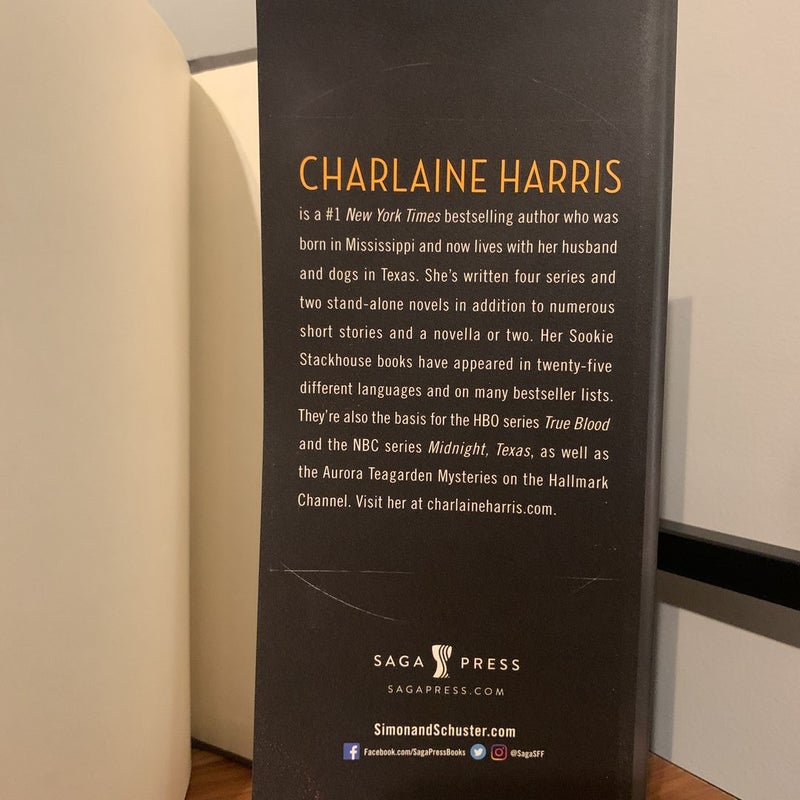 CHARLAINE HARRIS
is a #1 New York Times bestselling author who was
born in Mississippi and now lives with her husband
and dogs in Texas. She's written four series and
two stand-alone novels in addition to numerous
short stories and a novella or two. Her Sookie
Stackhouse books have appeared in twenty-five
different languages and on many bestseller lists.
They're also the basis for the HBO series True Blood
and the NBC series Midnight, Texas, as well as
the Aurora Teagarden Mysteries on the Hallmark
Channel. Visit her at charlaineharris.com.
SAGA PRESS
SAGAPRESS.COM
SimonandSchuster.com
Facebook.com/SagaPressBooks @SagaSFF